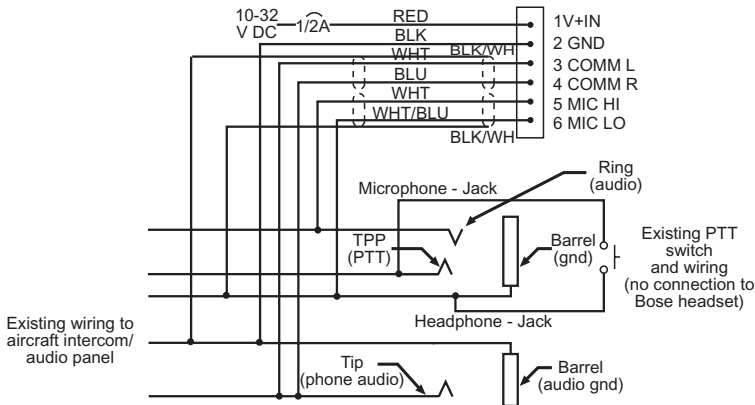 10-32
V DC
1/2A
RED
BLK
WHT
BLK/WH
BLU
WHT
WHT/BLU
BLK/WH
1V+IN
2 GND
3 COMM L
4 COMM R
5 MIC HI
6 MIC LO
Microphone - Jack
Ring
(audio)
TPP
(PTT)
Barrel
(gnd)
Existing PTT
switch
and wiring
(no connection to
Bose headset)
Headphone - Jack
Existing wiring to
aircraft intercom/
audio panel
Tip
(phone audio)
Barrel
(audio gnd)